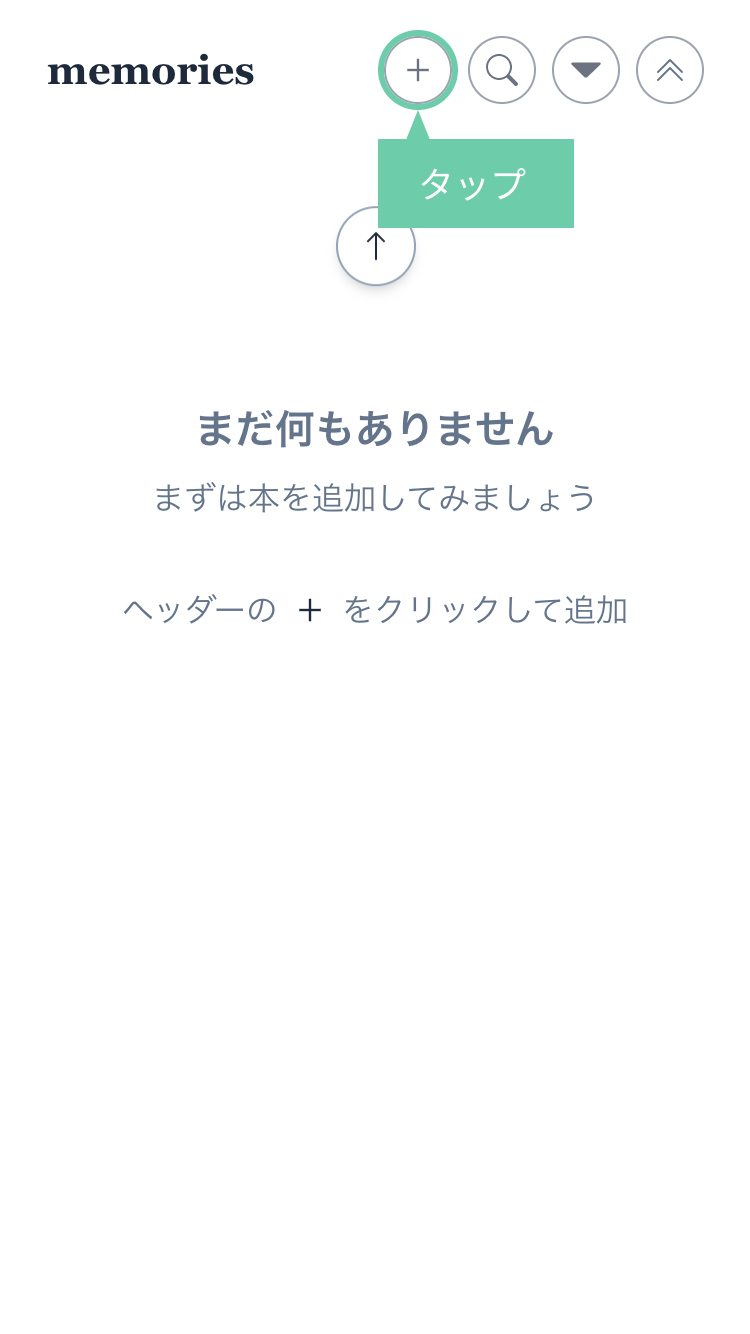 memories
タップ
まだ何もありません
まずは本を追加してみましょう
ヘッダーの + をクリックして追加